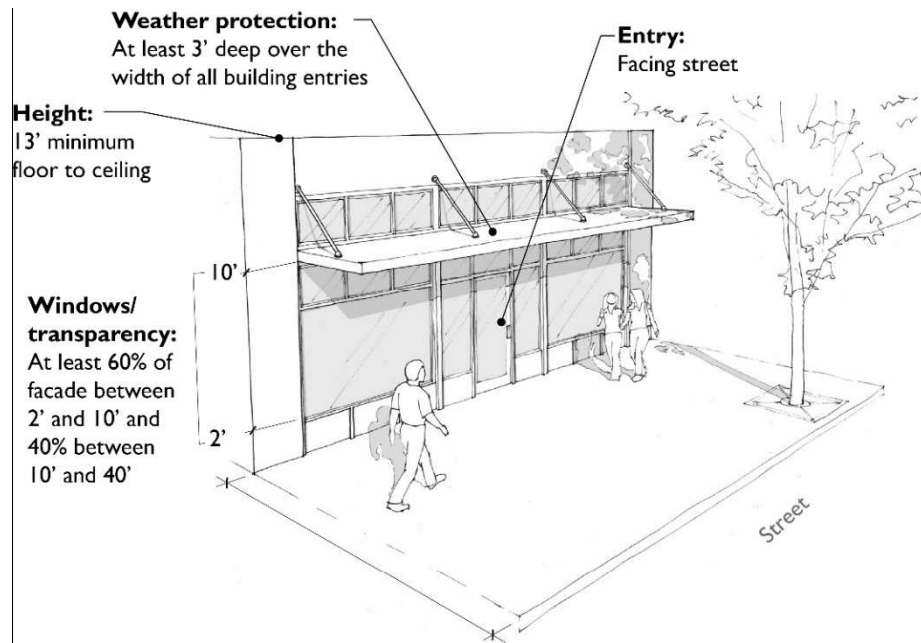 Weather protection:
At least 3’ deep over the
width of all building entries
Entry:
Facing street
Height:
13’ minimum
floor to ceiling
10’
Windows/
transparency:
At least 60% of
facade between
2’ and 10’ and
40% between
10’ and 40’
2’
Street